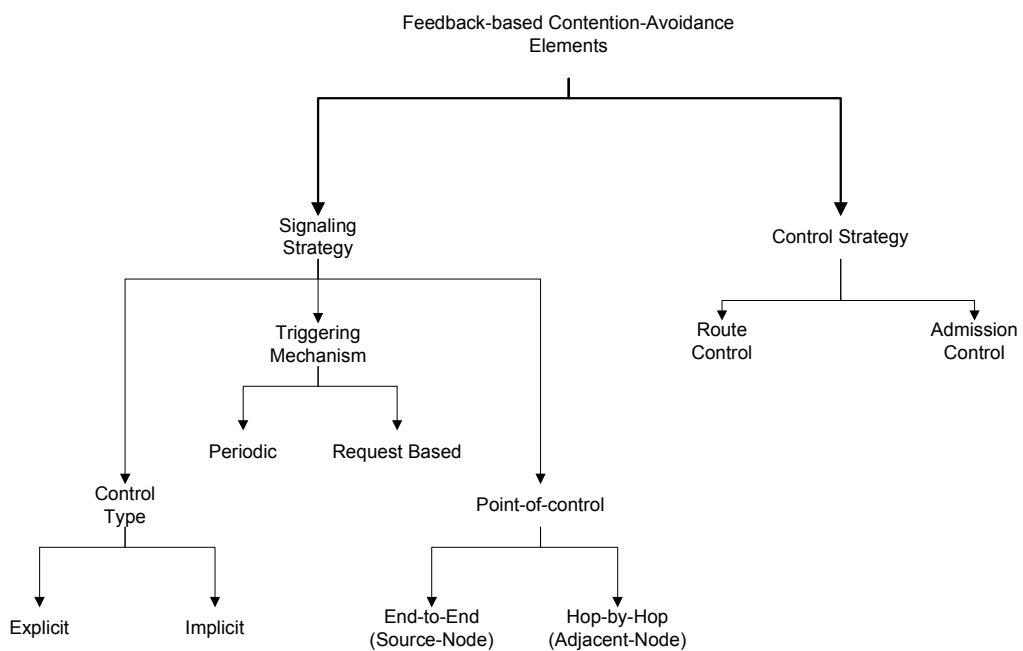 Feedback-based Contention-Avoidance
Elements
Signaling
Strategy
Control Strategy
Triggering
Mechanism
Route
Control
Admission
Control
Periodic
Request Based
Control
Type
Point-of-control
Explicit
Implicit
End-to-End
(Source-Node)
Hop-by-Hop
(Adjacent-Node)